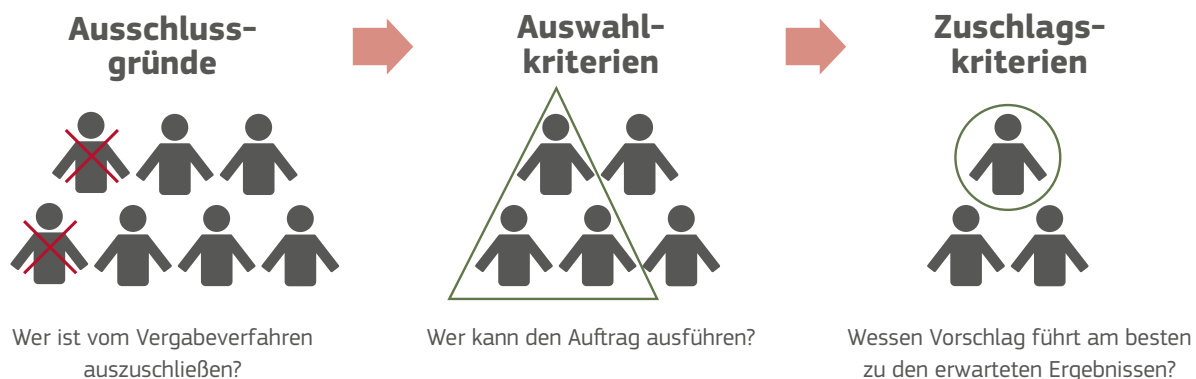 Ausschluss-
gründe
Auswahl-
kriterien
Zuschlags-
kriterien
Wer ist vom Vergabeverfahren
auszuschließen?
Wer kann den Auftrag ausführen?
Wessen Vorschlag führt am besten
zu den erwarteten Ergebnissen?